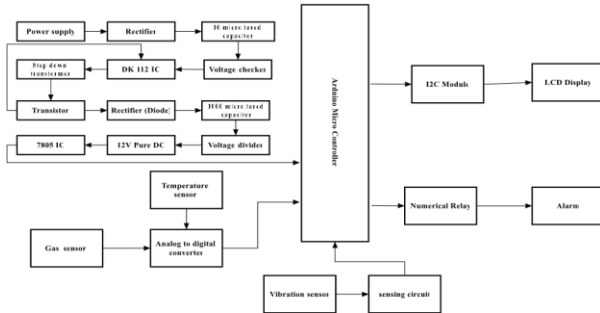 Power supply
Rectifier
10 micro fared
capacitor
Step down
transformer
DK 112 IC
Voltage checker
Transistor
Rectifier (Diode)
1000 micro fared
capacitor
7805 IC
12V Pure DC
Voltage divider
Temperature
sensor
Gas sensor
Analog to digital
converter
Arduino Micro Controller
I2C Module
LCD Display
Numerical Relay
Alarm
Vibration sensor
sensing circuit